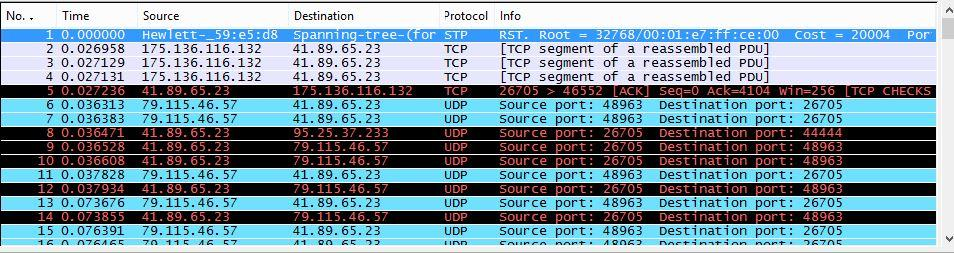 No. Time Source Destination Protocol Info
1 0.000000 Hewlett-_59:e5:d8 Spanning-tree-(for STP RST. Root = 32768/00:01:e7:ff:ce:00 Cost = 20004 Por
2 0.026958 175.136.116.132 41.89.65.23 TCP [TCP segment of a reassembled PDU]
3 0.027129 175.136.116.132 41.89.65.23 TCP [TCP segment of a reassembled PDU]
4 0.027131 175.136.116.132 41.89.65.23 TCP [TCP segment of a reassembled PDU]
5 0.027236 41.89.65.23 175.136.116.132 TCP 26705 > 46552 [ACK] Seq=0 Ack=4104 Win=256 [TCP CHECKS
6 0.036313 79.115.46.57 41.89.65.23 UDP Source port: 48963 Destination port: 26705
7 0.036383 79.115.46.57 41.89.65.23 UDP Source port: 48963 Destination port: 26705
8 0.036471 41.89.65.23 95.25.37.233 UDP Source port: 26705 Destination port: 44444
9 0.036528 41.89.65.23 79.115.46.57 UDP Source port: 26705 Destination port: 48963
10 0.036608 41.89.65.23 79.115.46.57 UDP Source port: 26705 Destination port: 48963
11 0.037828 79.115.46.57 41.89.65.23 UDP Source port: 48963 Destination port: 26705
12 0.037934 41.89.65.23 79.115.46.57 UDP Source port: 26705 Destination port: 48963
13 0.073676 79.115.46.57 41.89.65.23 UDP Source port: 48963 Destination port: 26705
14 0.073855 41.89.65.23 79.115.46.57 UDP Source port: 26705 Destination port: 48963
15 0.076391 79.115.46.57 41.89.65.23 UDP Source port: 48963 Destination port: 26705
16 0.076465 79.115.46.57 41.89.65.23 UDP Source port: 48963 Destination port: 26705